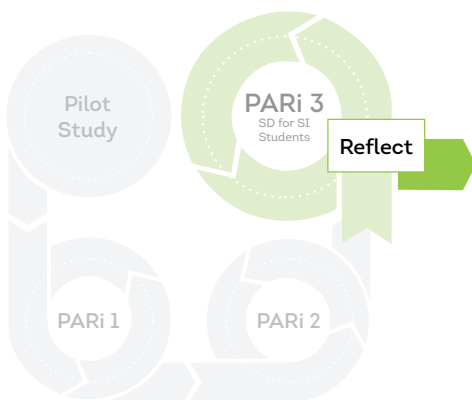 Pilot
Study
PARi 3
SD for SI
Students
Reflect
PARi 1
PARi 2